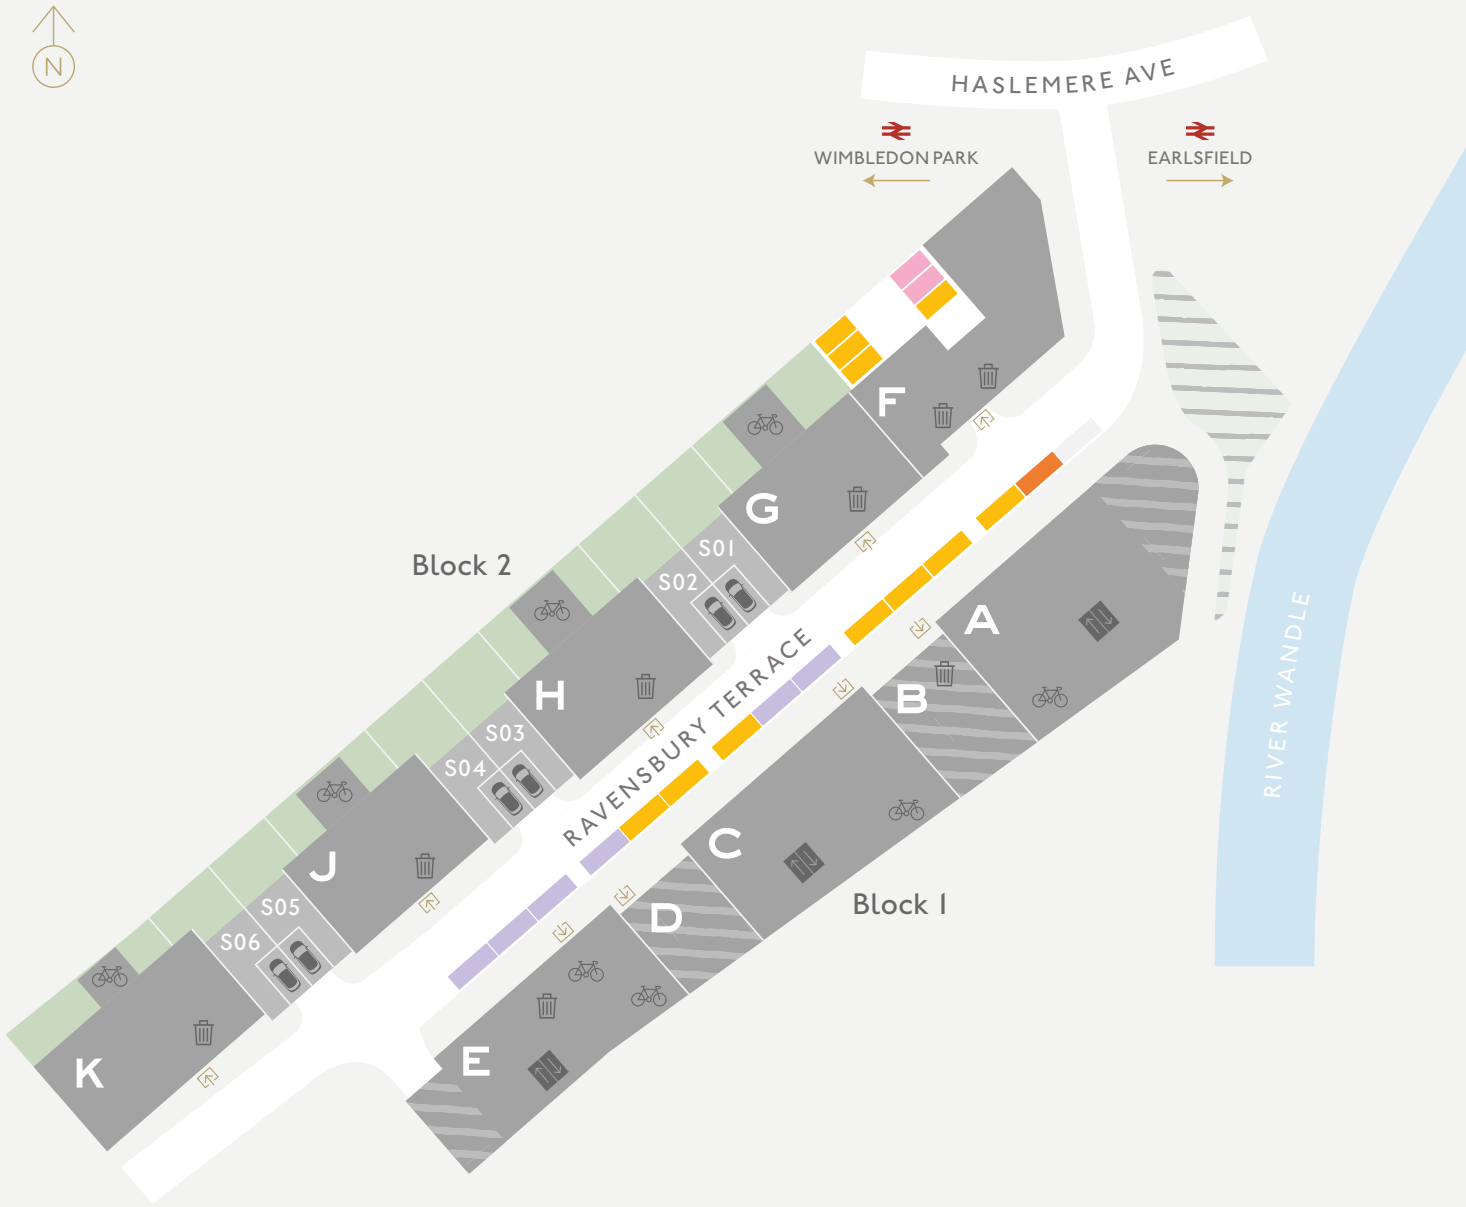 N
HASLEMERE AVE
WIMBLEDON PARK
EARLSFIELD
F
G
Block 2
S01
S02
A
H
B
RAVENSBURY TERRACE
RIVER WANDLE
S03
S04
C
J
Block 1
S05
D
S06
E
K